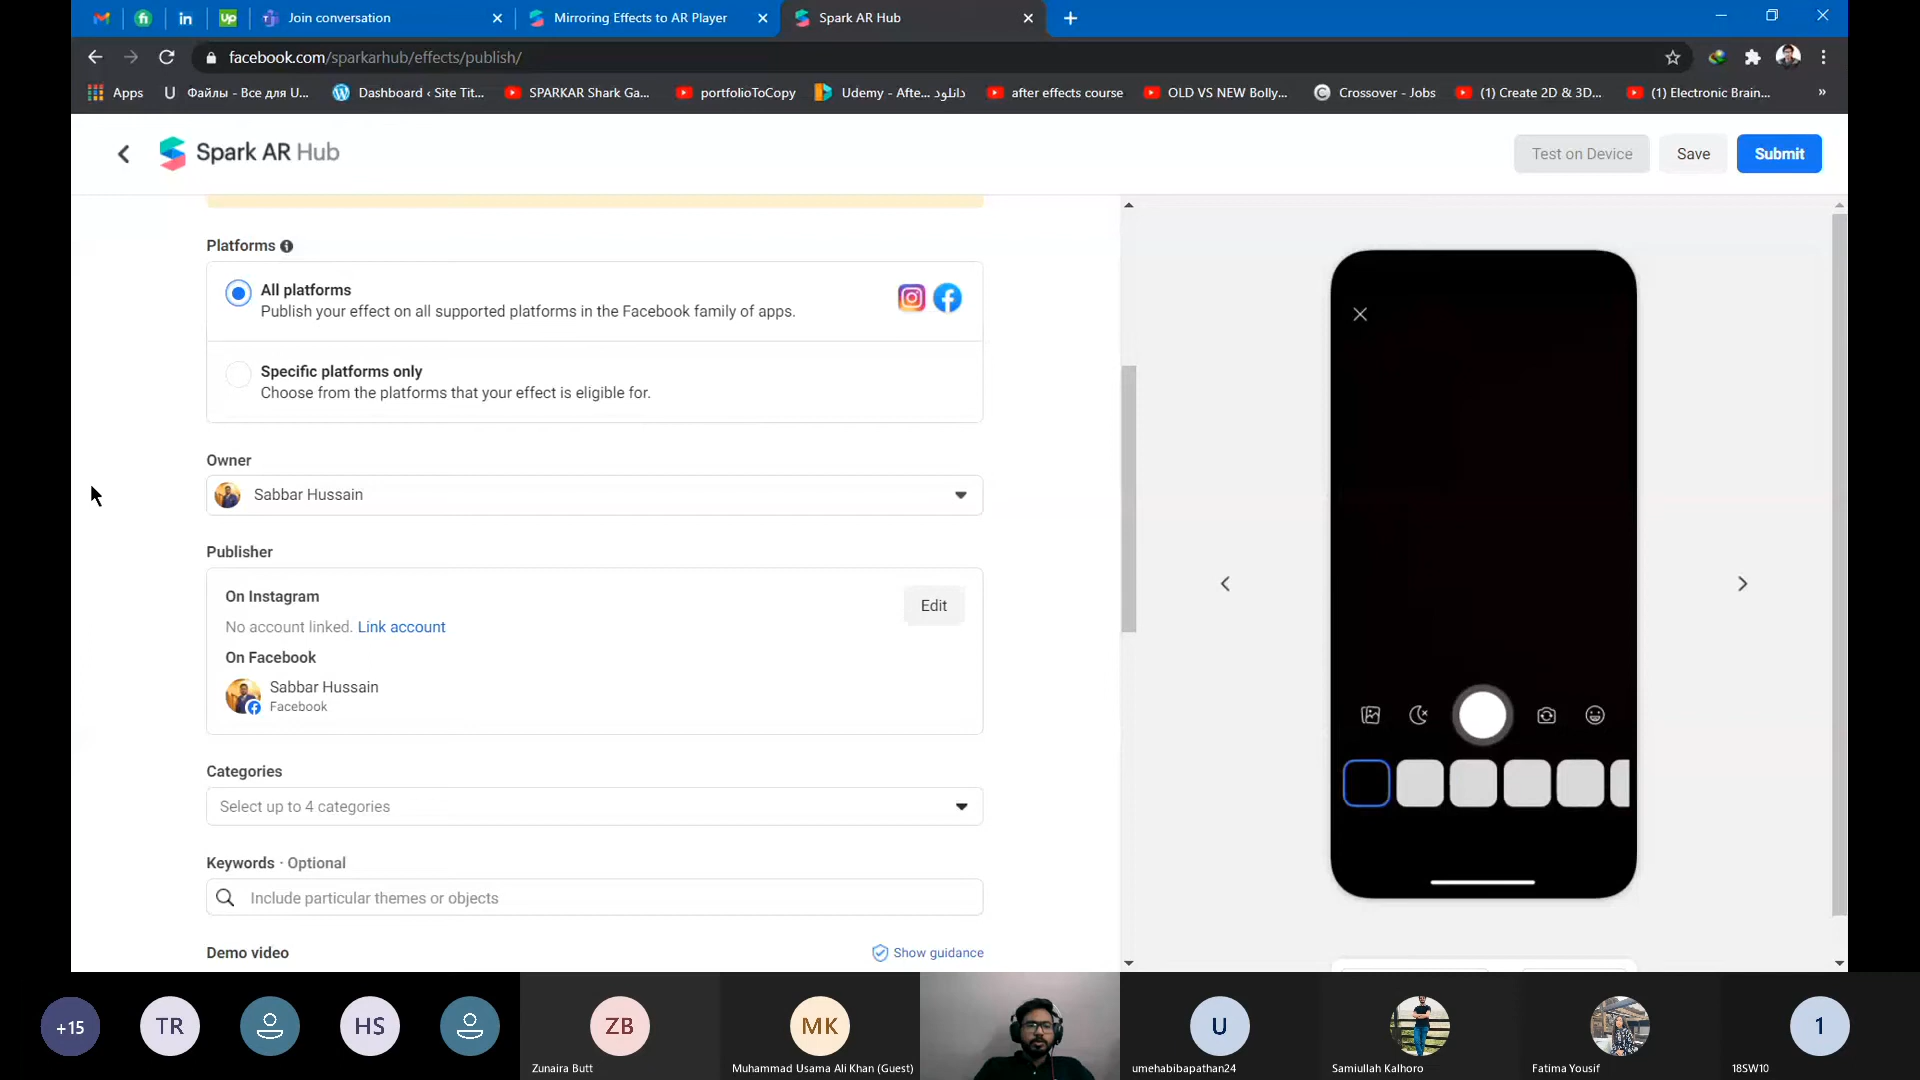 Up
Join conversation
Mirroring Effects to AR Player
Spark AR Hub
facebook.com/sparkarhub/effects/publish/
Apps
Файлы - Все для U...
Dashboard ‹ Site Tit...
SPARKAR Shark Ga...
portfolioToCopy
Udemy - Afte... دانلود
after effects course
OLD VS NEW Bolly...
Crossover - Jobs
(1) Create 2D & 3D...
(1) Electronic Brain...
»
Spark AR Hub
Test on Device
Save
Submit
Platforms
All platforms
Publish your effect on all supported platforms in the Facebook family of apps.
Specific platforms only
Choose from the platforms that your effect is eligible for.
Owner
Sabbar Hussain
Publisher
On Instagram
Edit
No account linked. Link account
On Facebook
Sabbar Hussain
Facebook
Categories
Select up to 4 categories
Keywords · Optional
Include particular themes or objects
Demo video
Show guidance
+15
TR
HS
ZB
Zunaira Butt
MK
Muhammad Usama Ali Khan (Guest)
U
umehabibapathan24
Samiullah Kalhoro
Fatima Yousif
1
18SW10